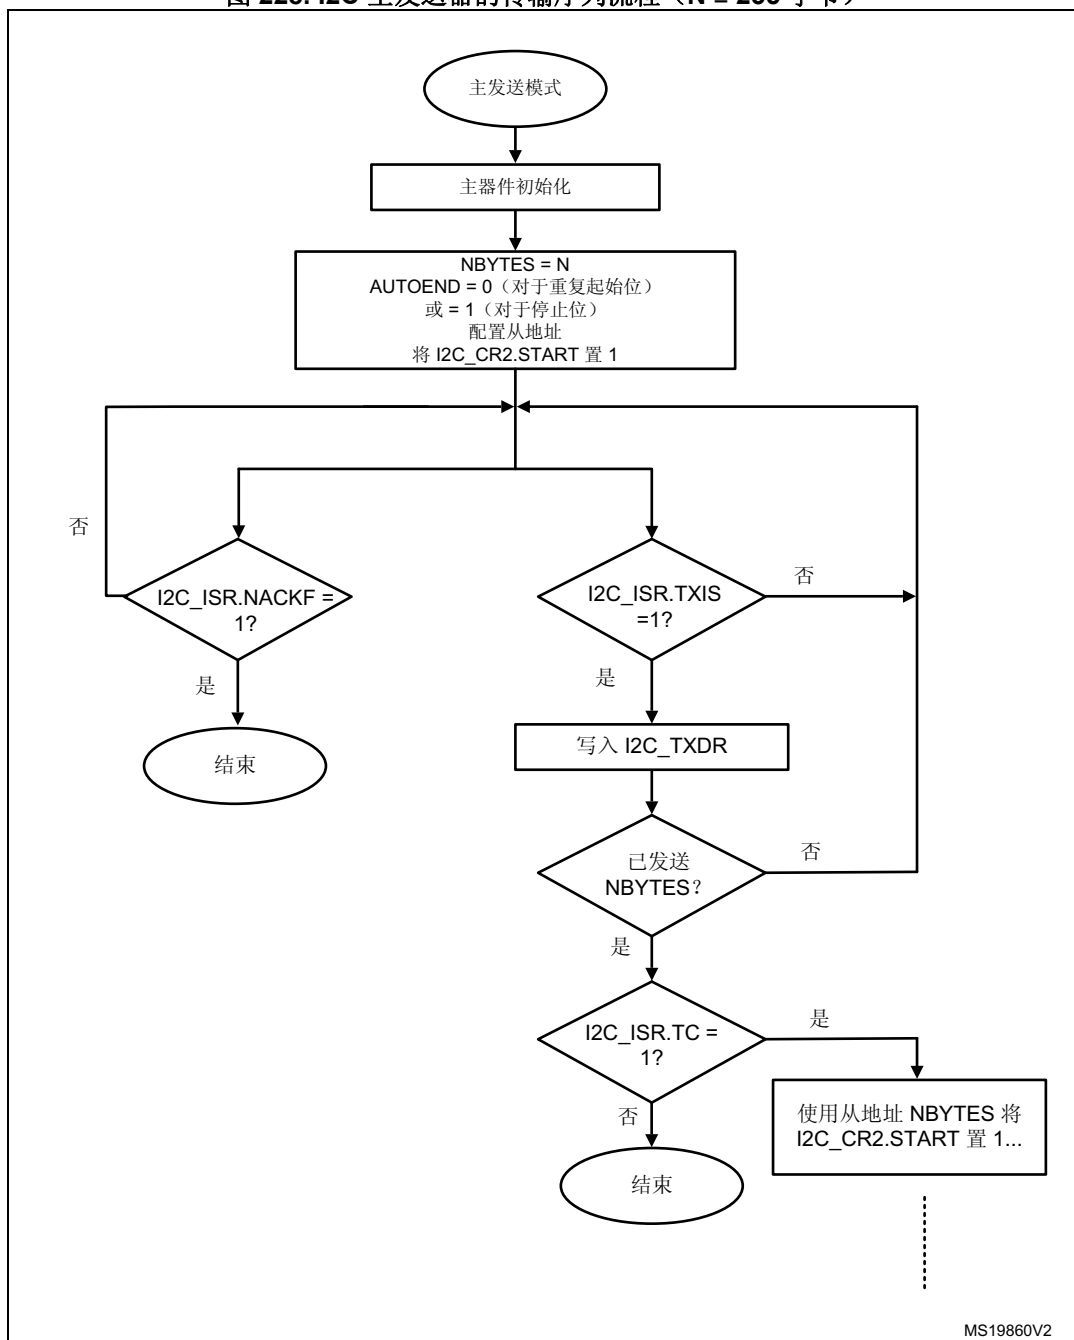 主发送模式
主器件初始化
NBYTES = N
AUTOEND = 0（对于重复起始位）
或 = 1（对于停止位）
配置从地址
将 I2C_CR2.START 置 1
否
I2C_ISR.NACKF =
1?
是
结束
I2C_ISR.TXIS
=1?
否
是
写入 I2C_TXDR
已发送
NBYTES？
否
是
I2C_ISR.TC =
1?
是
使用从地址 NBYTES 将
I2C_CR2.START 置 1...
否
结束
MS19860V2